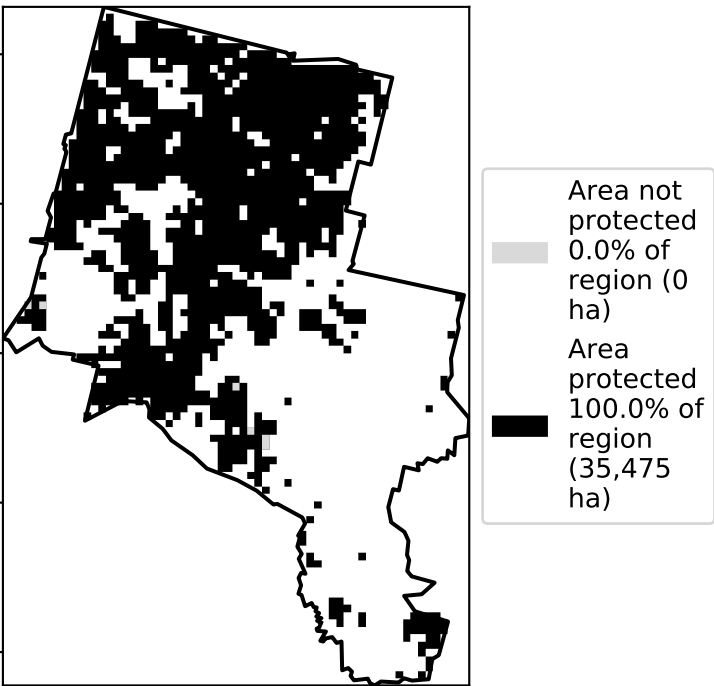 Area not
protected
0.0% of
region (0
ha)
Area
protected
100.0% of
region
(35,475
ha)